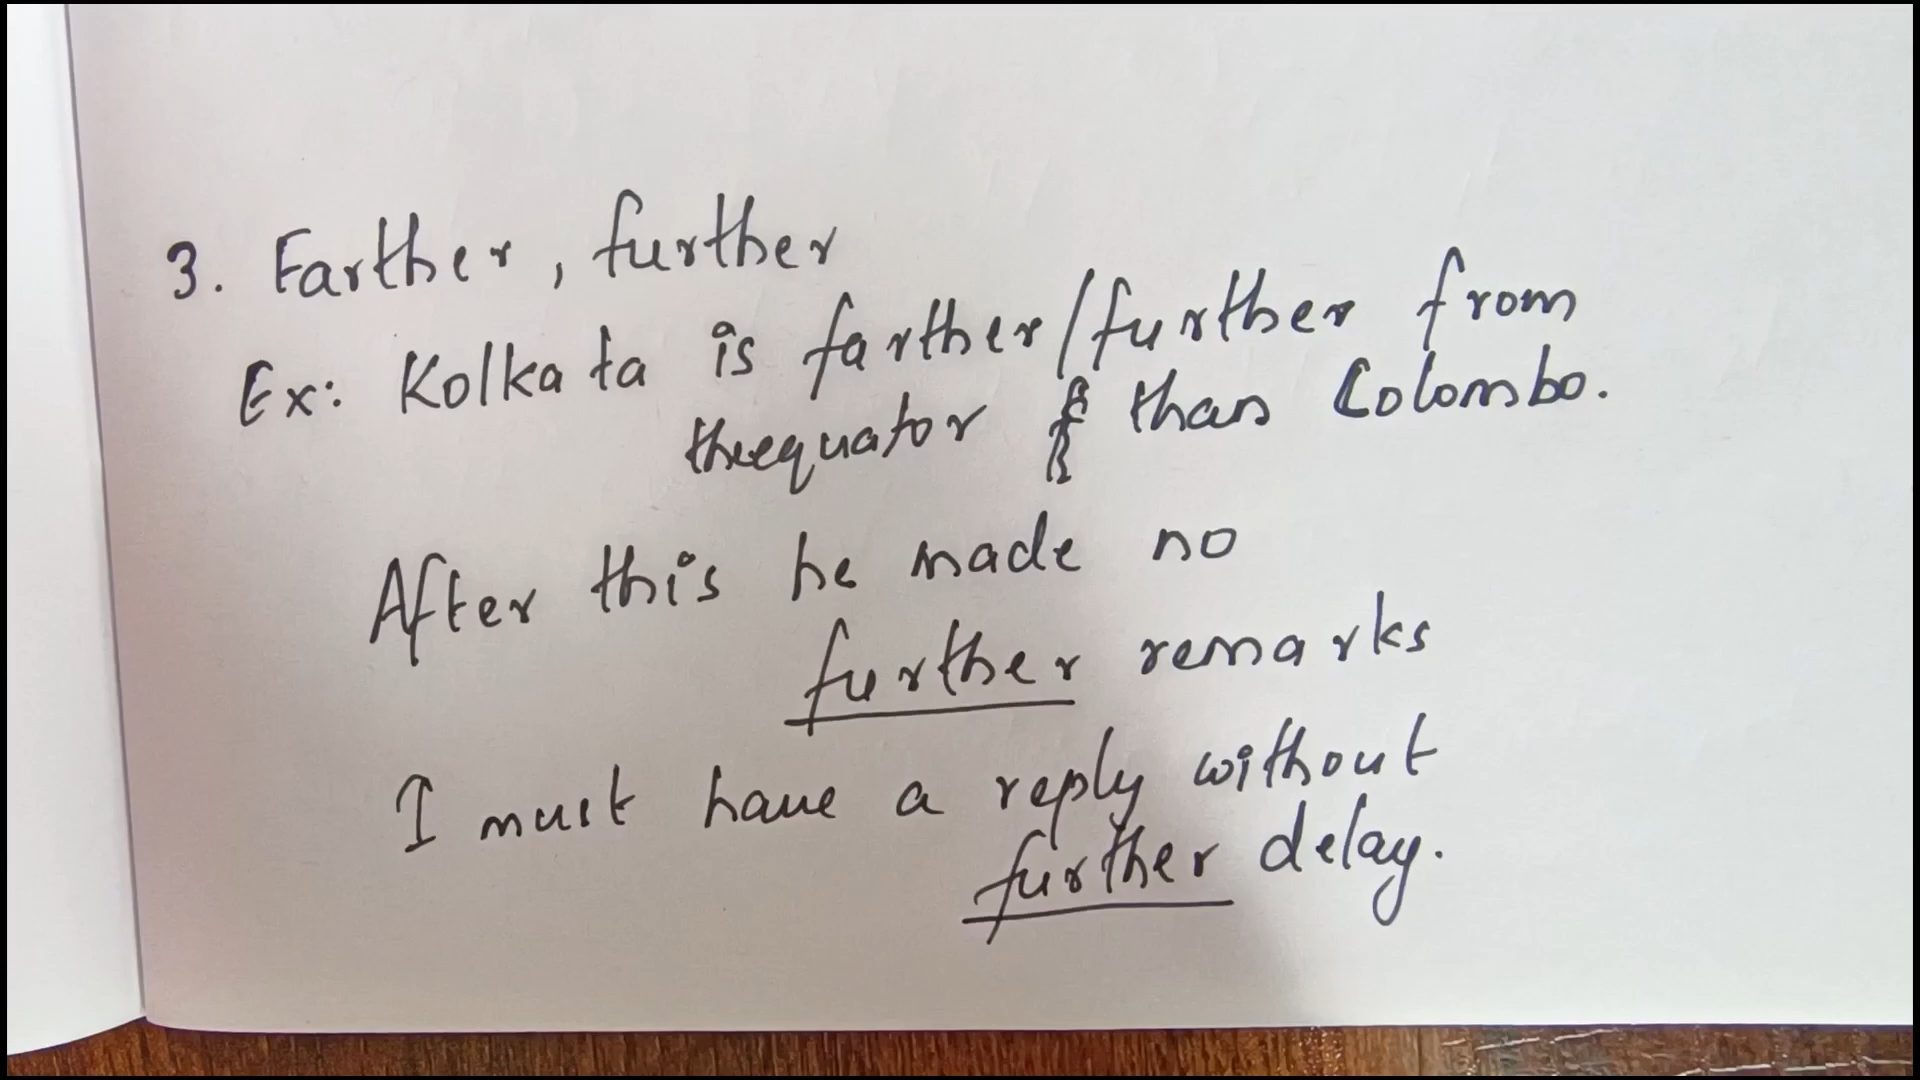 3. Farther, further
Ex: Kolkata is farther/further from
theequator than Colombo.
After this he made no
further remarks
I must have a reply without
further delay.